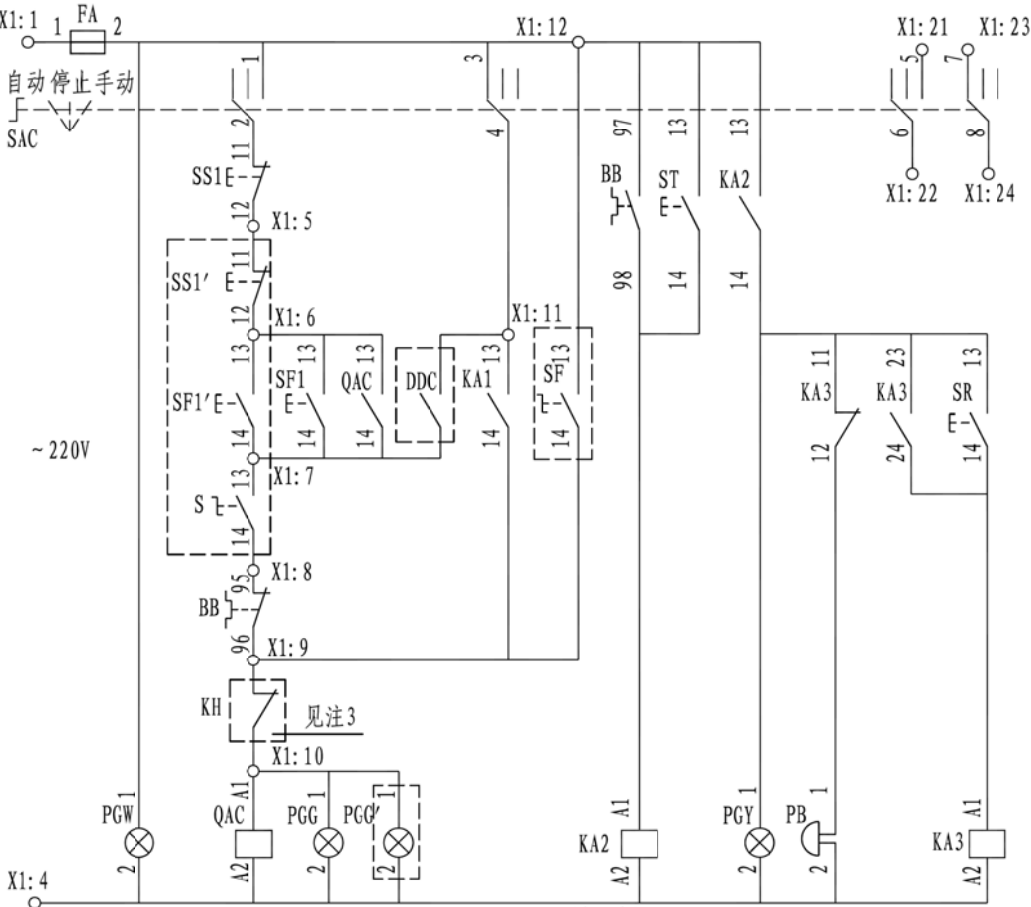 X1:1 1 FA 2 X1:12 X1:21 X1:23
1 3 5 7
自动 停止 手动
SAC 2 4 6 8
11 97 13 13
SS1 BB ST KA2 X1:22 X1:24
12 X1:5
11 98 14 14
SS1′
12 X1:6 X1:11
13 13 13 13 13 11 23 13
SF1′ SF1 QAC DDC KA1 SF KA3 KA3 SR
14 14 14 14 14 12 24 14
~220V X1:7
13
S
14
95 X1:8
BB
96 X1:9
KH 见注3
X1:10
A1 1 1 1 A1 1 1 A1
PGW QAC PGG PGG′ KA2 PGY PB KA3
2 A2 2 2 A2 2 2 A2
X1:4